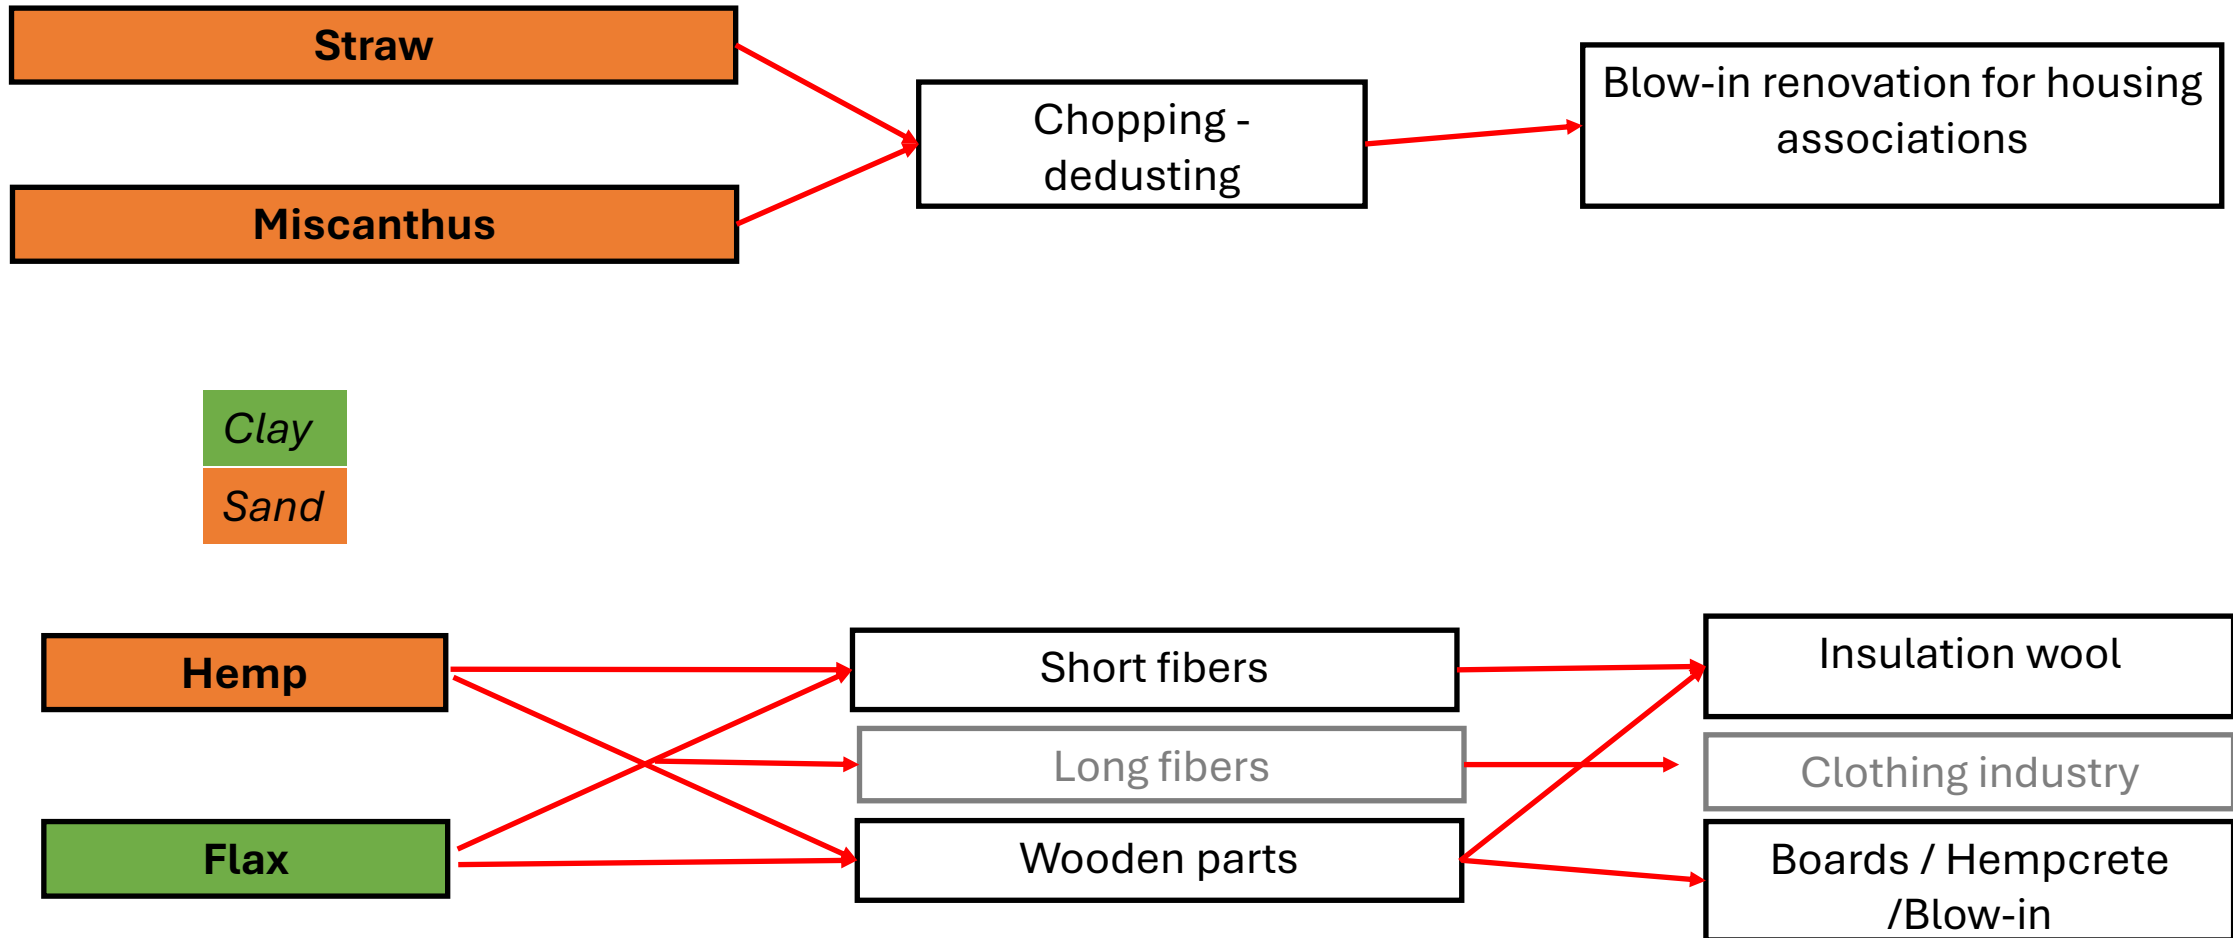 Straw
Miscanthus
Chopping -
dedusting
Blow-in renovation for housing
associations
Clay
Sand
Hemp
Flax
Short fibers
Long fibers
Wooden parts
Insulation wool
Clothing industry
Boards / Hempcrete
/Blow-in